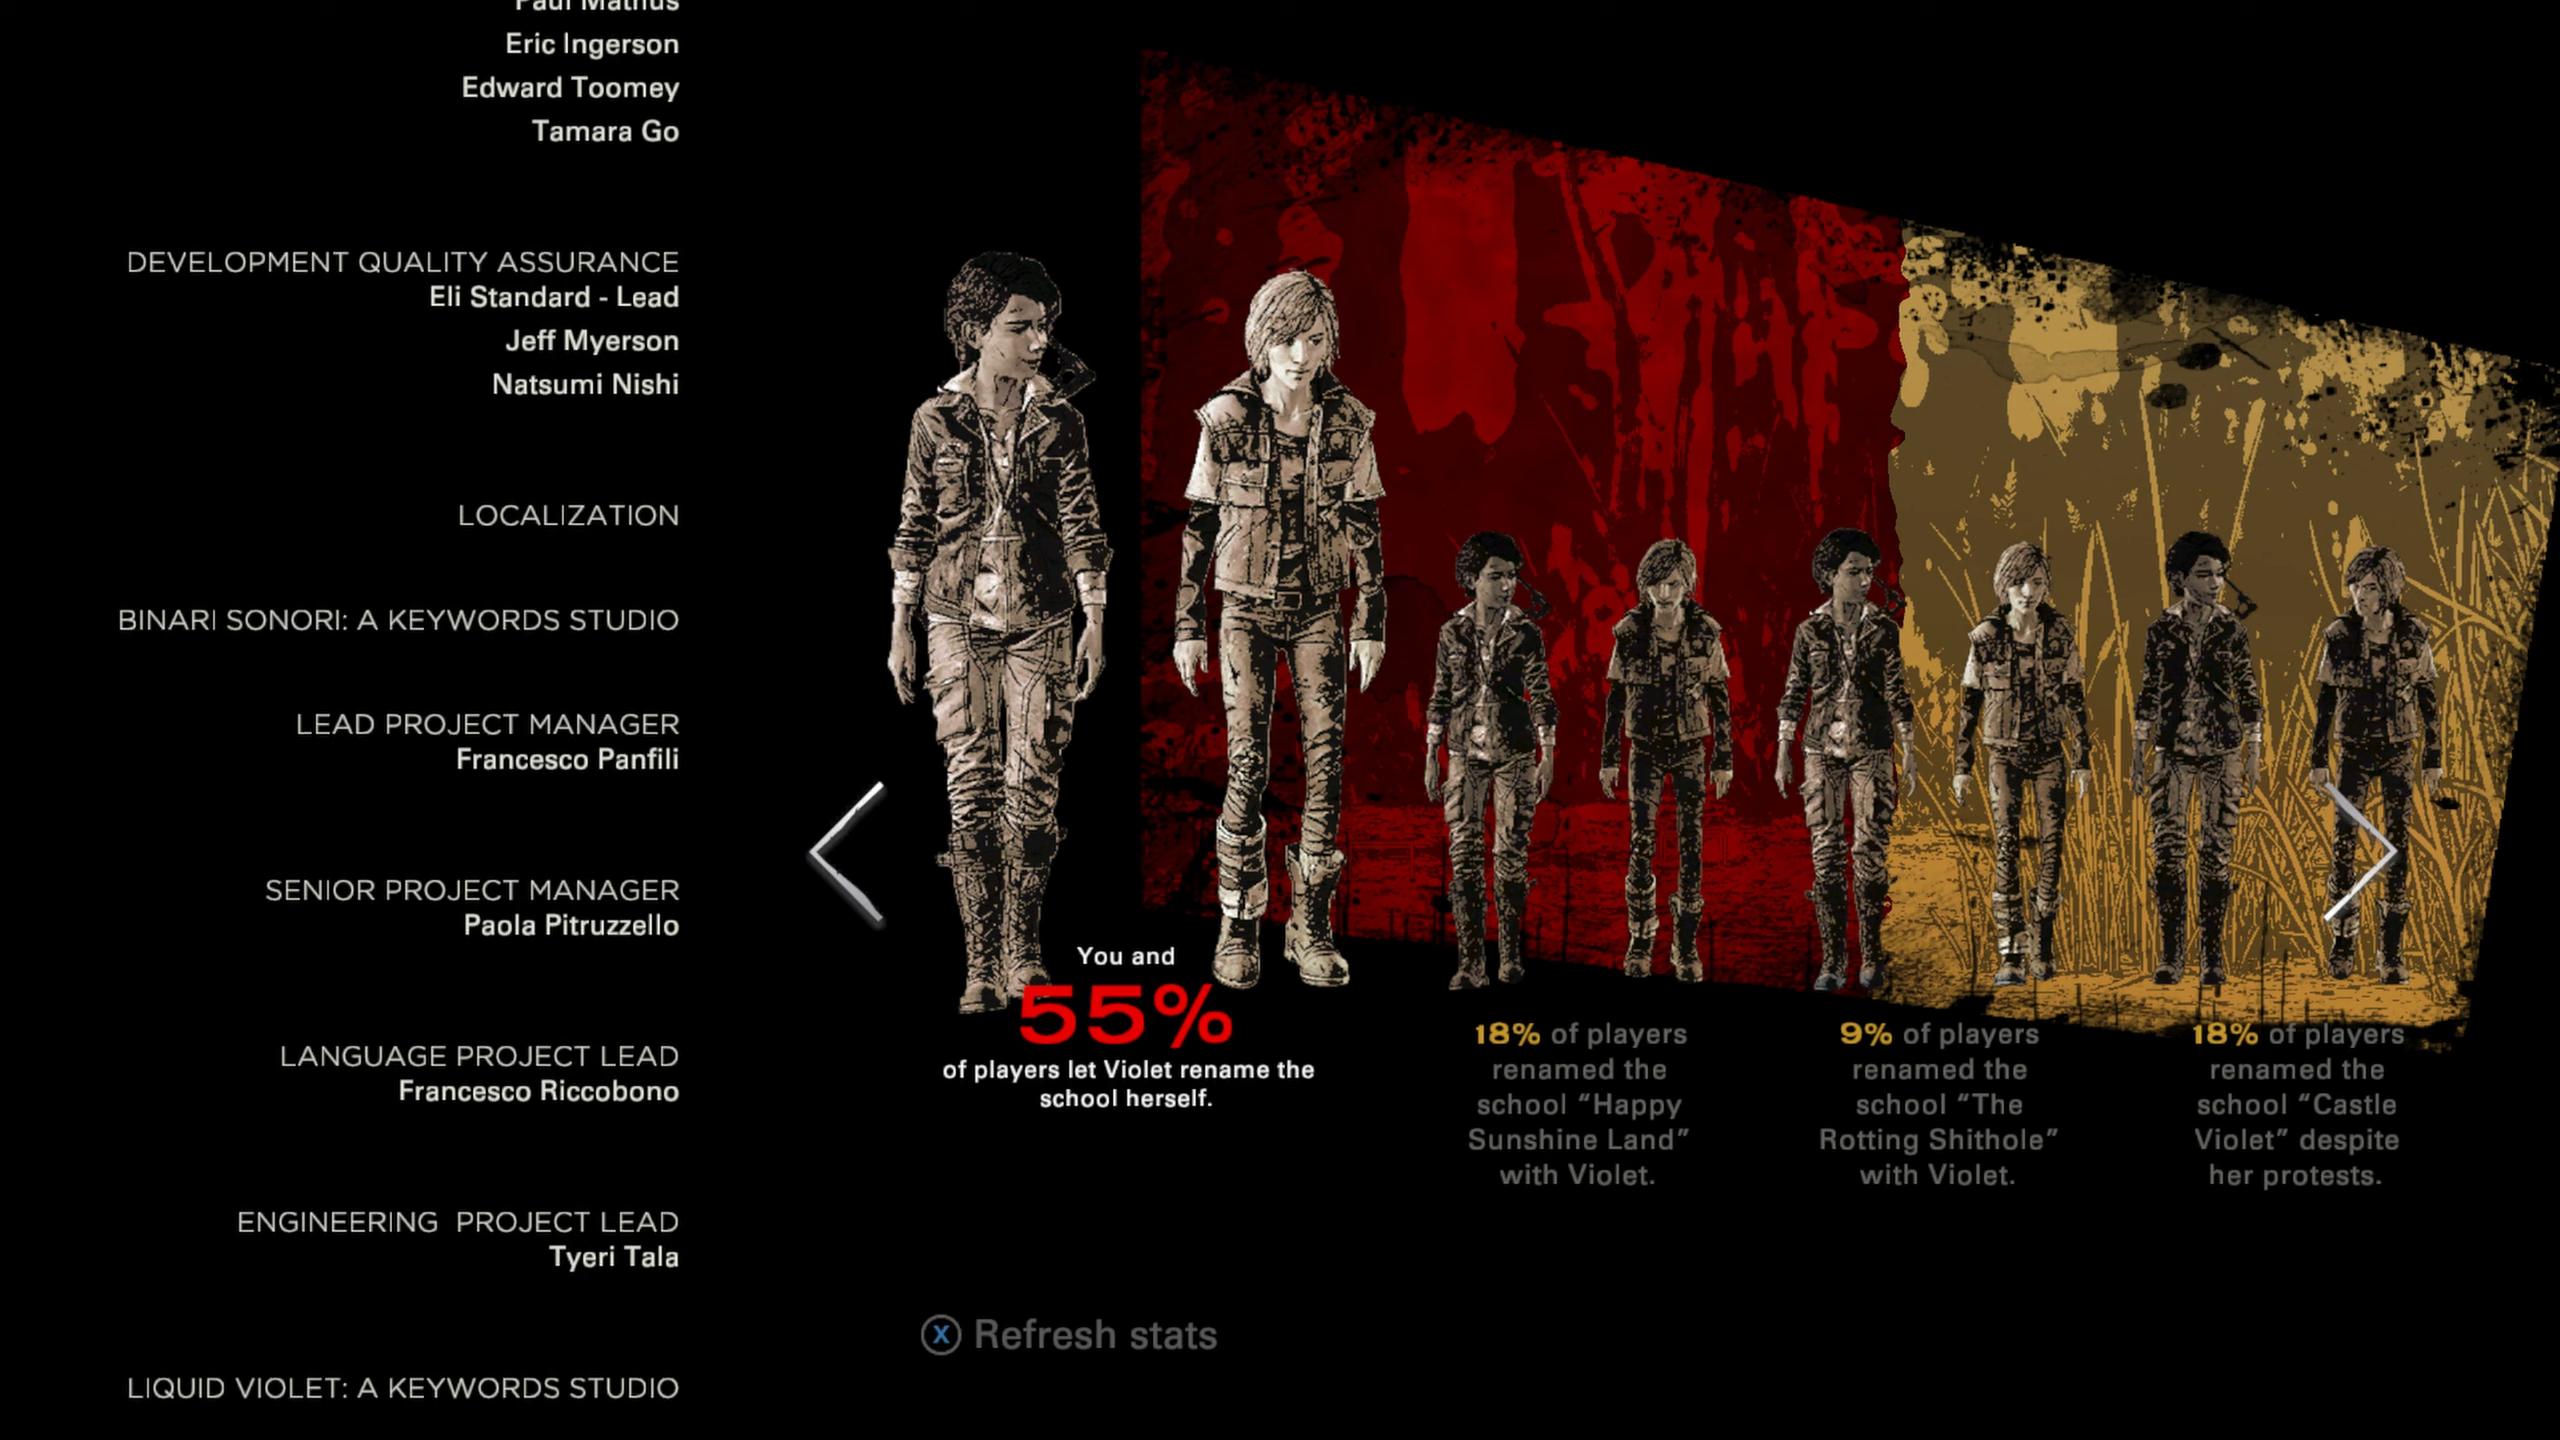 Paul Mathus
Eric Ingerson
Edward Toomey
Tamara Go
DEVELOPMENT QUALITY ASSURANCE
Eli Standard - Lead
Jeff Myerson
Natsumi Nishi
LOCALIZATION
BINARI SONORI: A KEYWORDS STUDIO
LEAD PROJECT MANAGER
Francesco Panfili
SENIOR PROJECT MANAGER
Paola Pitruzzello
LANGUAGE PROJECT LEAD
Francesco Riccobono
ENGINEERING  PROJECT LEAD
Tyeri Tala
LIQUID VIOLET: A KEYWORDS STUDIO
You and
55%
of players let Violet rename the
school herself.
18% of players
renamed the
school “Happy
Sunshine Land”
with Violet.
9% of players
renamed the
school “The
Rotting Shithole”
with Violet.
18% of players
renamed the
school “Castle
Violet” despite
her protests.
X Refresh stats